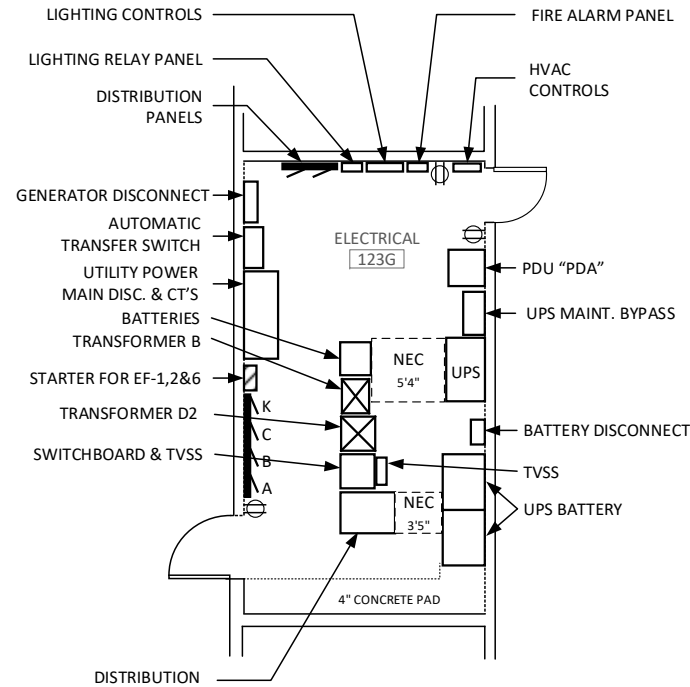 LIGHTING CONTROLS
FIRE ALARM PANEL
LIGHTING RELAY PANEL
HVAC
CONTROLS
DISTRIBUTION
PANELS
GENERATOR DISCONNECT
AUTOMATIC
TRANSFER SWITCH
ELECTRICAL
123G
UTILITY POWER
MAIN DISC. & CT'S
PDU “PDA”
BATTERIES
UPS MAINT. BYPASS
TRANSFORMER B
NEC
5'4"
UPS
STARTER FOR EF-1,2&6
K
TRANSFORMER D2
C
BATTERY DISCONNECT
SWITCHBOARD & TVSS
B
TVSS
A
NEC
3'5"
UPS BATTERY
4" CONCRETE PAD
DISTRIBUTION